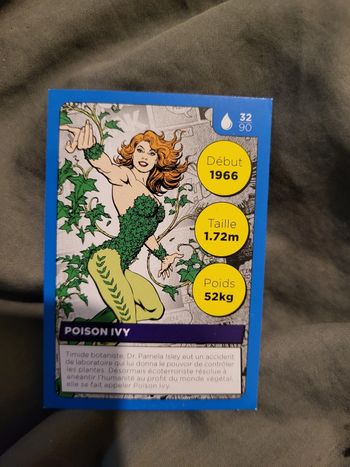 32
90
Début
1966
Taille
1.72m
Poids
52kg
POISON IVY
Timide botaniste, Dr. Pamela Isley eut un accident
de laboratoire qui lui donna le pouvoir de contrôler
les plantes. Désormais écoterroriste résolue à
anéantir l'humanité au profit du monde végétal,
elle se fait appeler Poison Ivy.